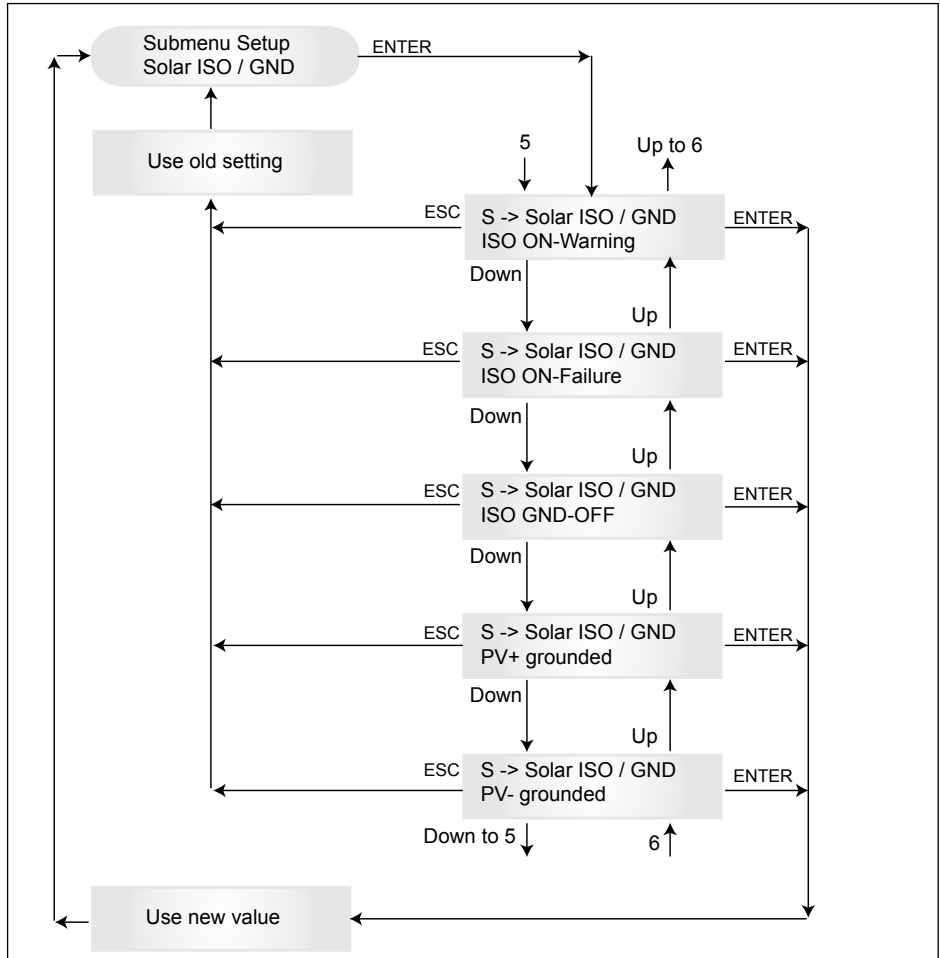 Submenu Setup
Solar ISO / GND
ENTER
Use old setting
5
Up to 6
ESC
S -> Solar ISO / GND
ISO ON-Warning
ENTER
Down
Up
ESC
S -> Solar ISO / GND
ISO ON-Failure
ENTER
Down
Up
ESC
S -> Solar ISO / GND
ISO GND-OFF
ENTER
Down
Up
ESC
S -> Solar ISO / GND
PV+ grounded
ENTER
Down
Up
ESC
S -> Solar ISO / GND
PV- grounded
ENTER
Down to 5
6
Use new value